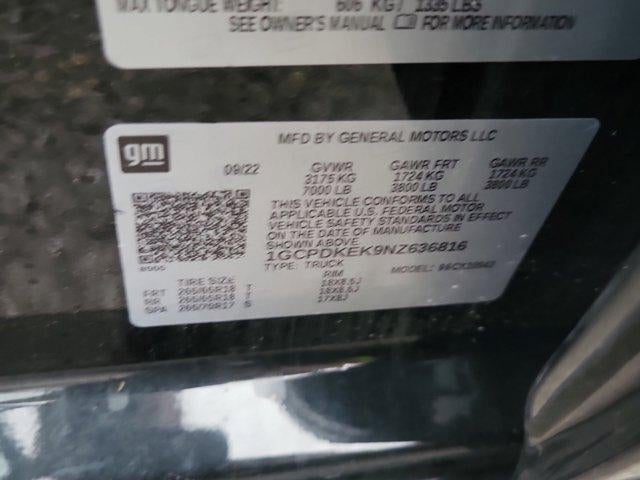 MAX TONGUE WEIGHT: 606 KG / 1335 LBS
SEE OWNER'S MANUAL FOR MORE INFORMATION
gm
MFD BY GENERAL MOTORS LLC
09/22 GVWR GAWR FRT GAWR RR
3175 KG 1724 KG 1724 KG
7000 LB 3800 LB 3800 LB
THIS VEHICLE CONFORMS TO ALL
APPLICABLE U.S. FEDERAL MOTOR
VEHICLE SAFETY STANDARDS IN EFFECT
ON THE DATE OF MANUFACTURE
SHOWN ABOVE
1GCPDKEK9NZ636816
TYPE: TRUCK MODEL:
TIRE SIZE RIM
FRT 265/65R18 T 18X8.5J
RR 265/65R18 T 18X8.5J
SPA 265/70R17 S 17X8J